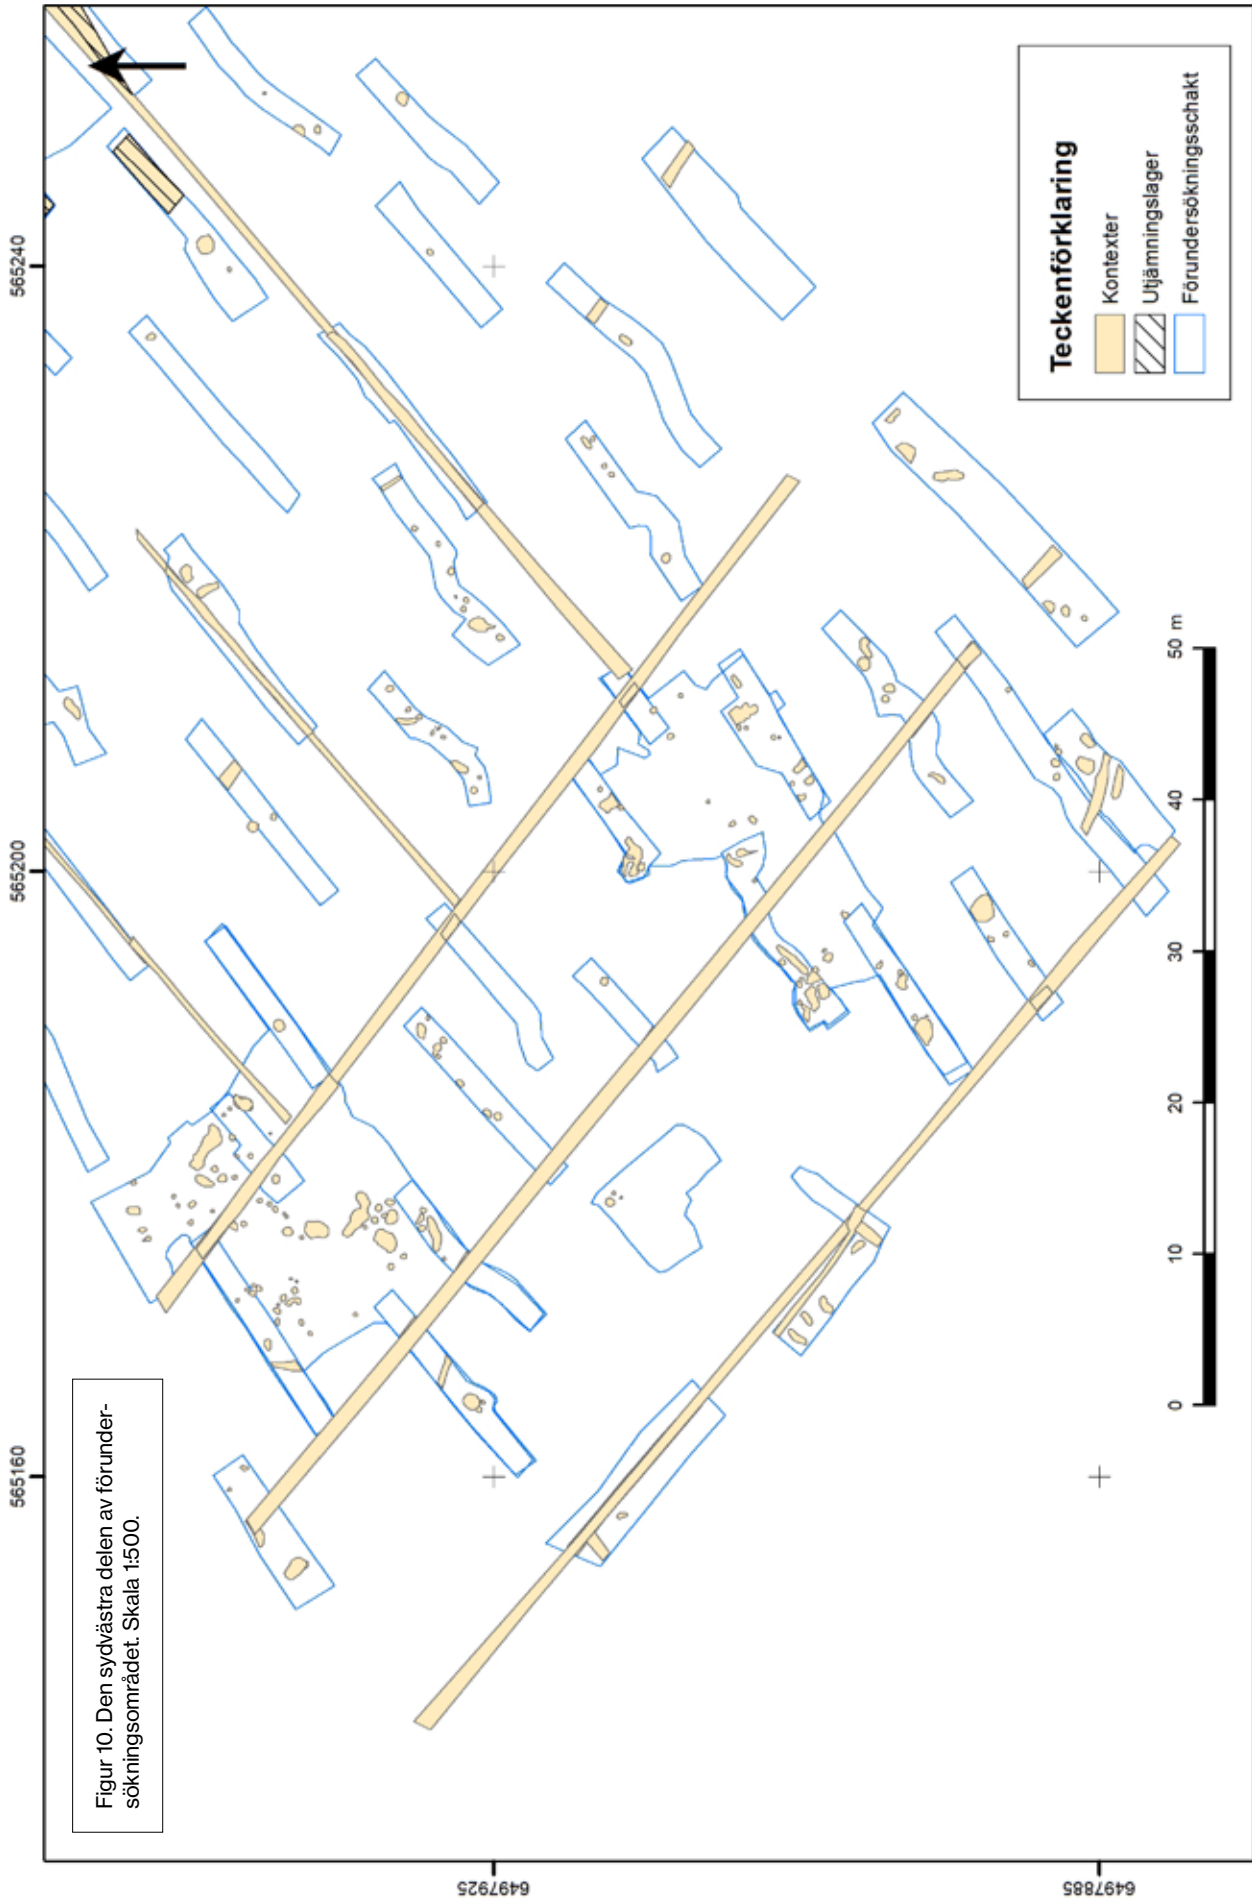 565160
565200
565240
6497925
6497885
Figur 10. Den sydvästra delen av förunder-
sökningsområdet. Skala 1:500.
Teckenförklaring
Kontexter
Utjämningslager
Förundersökningsschakt
0 10 20 30 40 50 m